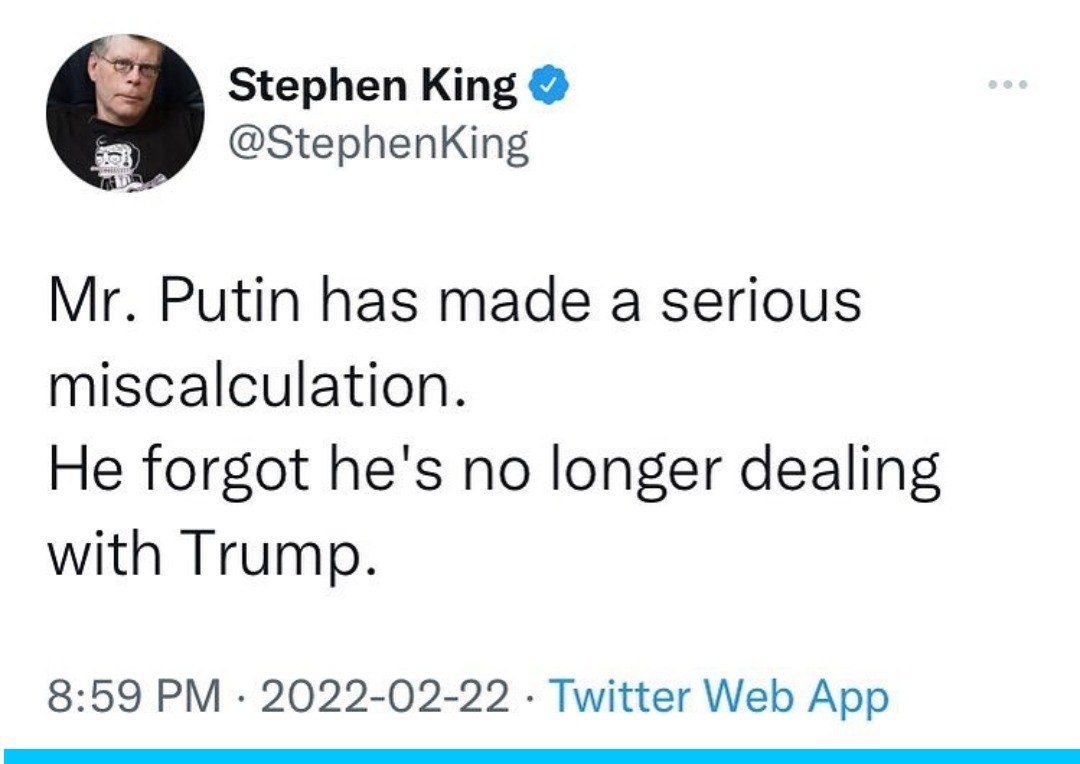 Stephen King
@StephenKing
Mr. Putin has made a serious
miscalculation.
He forgot he's no longer dealing
with Trump.
8:59 PM · 2022-02-22 · Twitter Web App